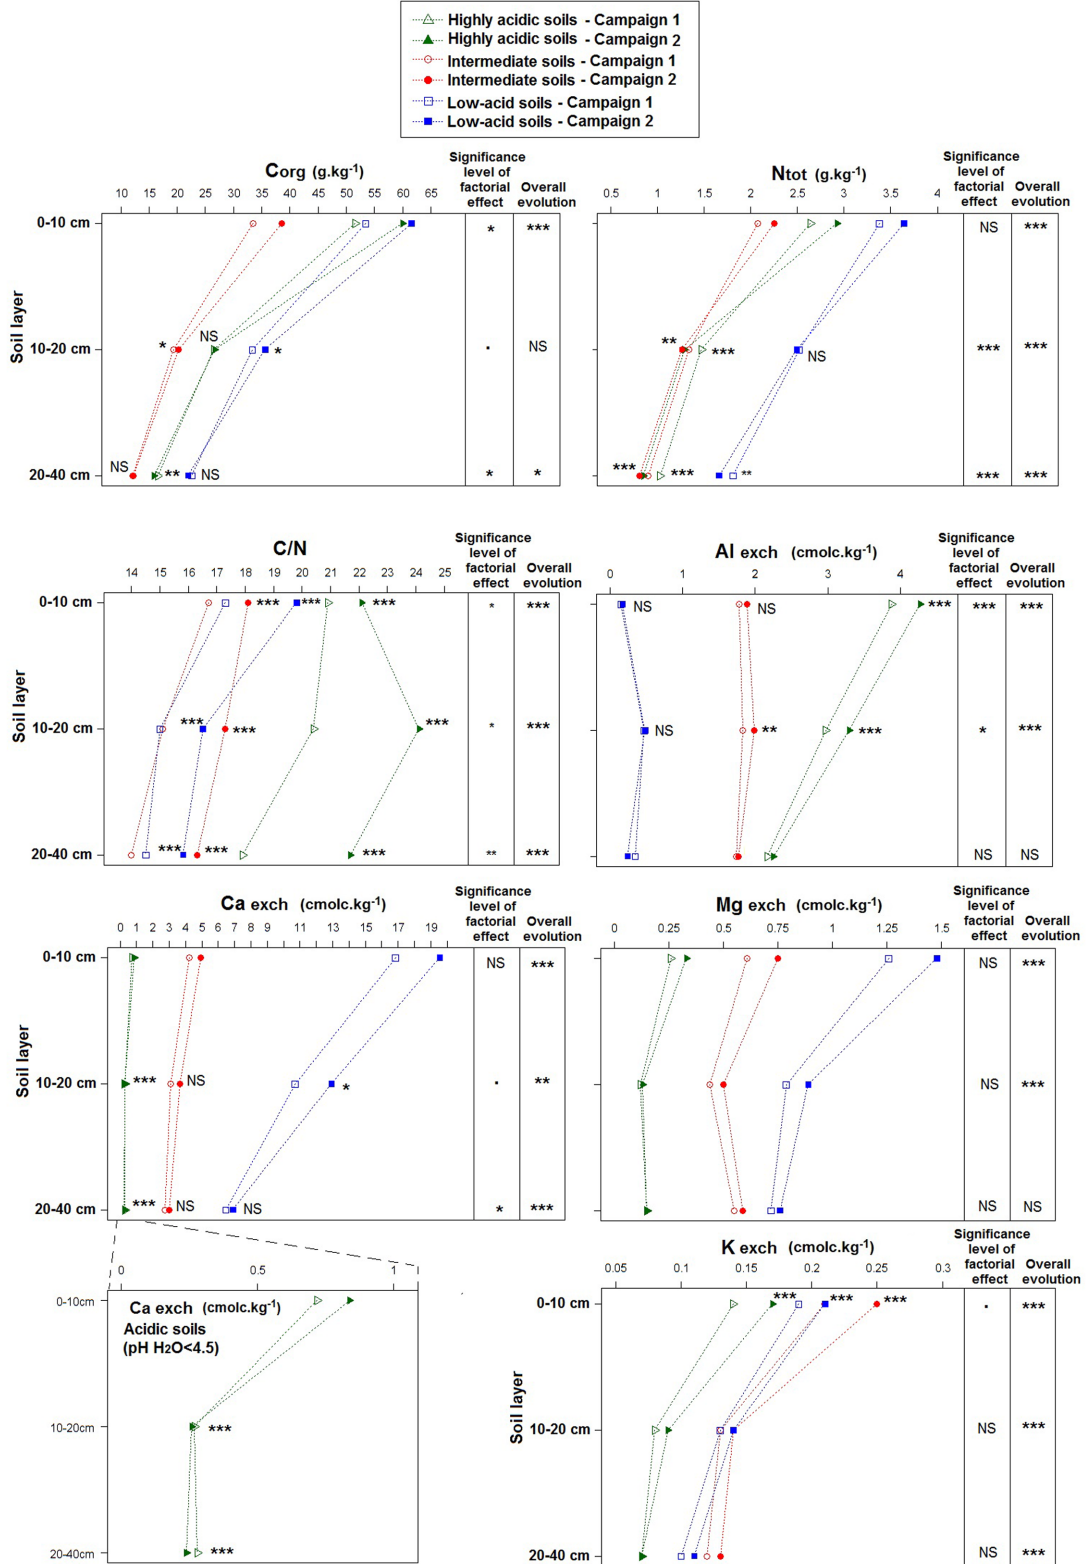 Highly acidic soils - Campaign 1
Highly acidic soils - Campaign 2
Intermediate soils - Campaign 1
Intermediate soils - Campaign 2
Low-acid soils - Campaign 1
Low-acid soils - Campaign 2
Corg (g.kg-1)
Significance level of factorial effect
Overall evolution
10 15 20 25 30 35 40 45 50 55 60 65
Soil layer
0-10 cm
* ***
10-20 cm
* NS * . NS
20-40 cm
NS ** NS * *
Ntot (g.kg-1)
Significance level of factorial effect
Overall evolution
0.5 1 1.5 2 2.5 3 3.5 4
NS ***
** *** NS *** ***
*** *** ** *** ***
C/N
Significance level of factorial effect
Overall evolution
14 15 16 17 18 19 20 21 22 23 24 25
Soil layer
0-10 cm
*** *** *** * ***
10-20 cm
*** *** *** * ***
20-40 cm
*** *** *** ** ***
Al exch (cmolc.kg-1)
Significance level of factorial effect
Overall evolution
0 1 2 3 4
NS NS *** *** ***
NS ** *** * ***
NS NS
Ca exch (cmolc.kg-1)
Significance level of factorial effect
Overall evolution
0 1 2 3 4 5 6 7 8 9 11 13 15 17 19
Soil layer
0-10 cm
NS ***
10-20 cm
*** NS * . **
20-40 cm
*** NS NS * ***
Mg exch (cmolc.kg-1)
Significance level of factorial effect
Overall evolution
0 0.25 0.5 0.75 1 1.25 1.5
NS ***
NS ***
NS NS
0 0.5 1
Ca exch (cmolc.kg-1)
Acidic soils
(pH H2O<4.5)
0-10cm
10-20cm
***
20-40cm
***
K exch (cmolc.kg-1)
Significance level of factorial effect
Overall evolution
0.05 0.1 0.15 0.2 0.25 0.3
Soil layer
0-10 cm
*** *** *** . ***
10-20 cm
NS ***
20-40 cm
NS ***